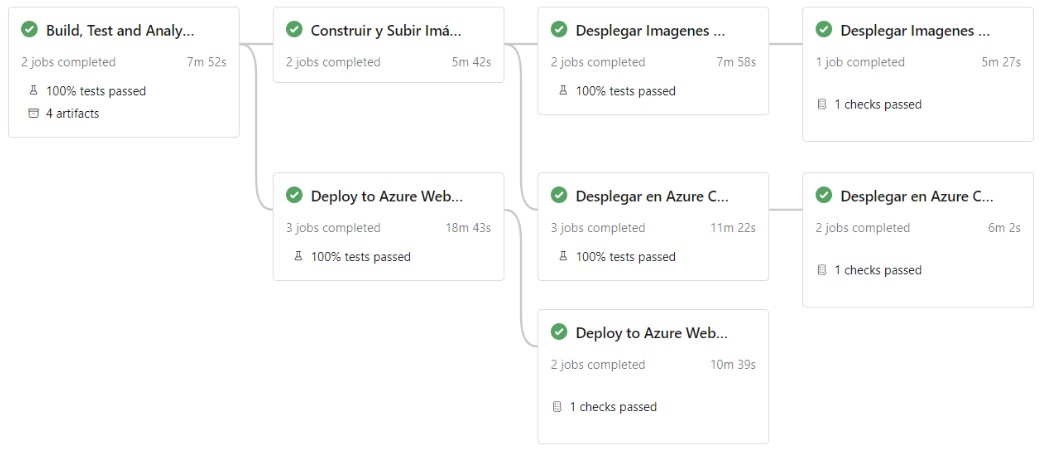 Build, Test and Analy...
2 jobs completed 7m 52s
100% tests passed
4 artifacts
Construir y Subir Imá...
2 jobs completed 5m 42s
Desplegar Imagenes ...
2 jobs completed 7m 58s
100% tests passed
Desplegar Imagenes ...
1 job completed 5m 27s
1 checks passed
Deploy to Azure Web...
3 jobs completed 18m 43s
100% tests passed
Desplegar en Azure C...
3 jobs completed 11m 22s
100% tests passed
Desplegar en Azure C...
2 jobs completed 6m 2s
1 checks passed
Deploy to Azure Web...
2 jobs completed 10m 39s
1 checks passed